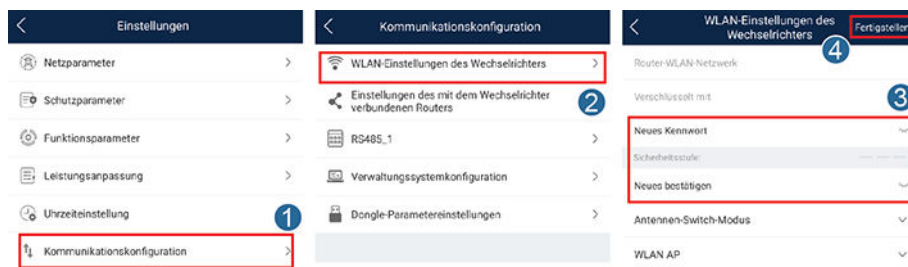 Einstellungen
Netzparameter
Schutzparameter
Funktionsparameter
Leistungsanpassung
Uhrzeiteinstellung
1
Kommunikationskonfiguration
Kommunikationskonfiguration
WLAN-Einstellungen des Wechselrichters
2
Einstellungen des mit dem Wechselrichter
verbundenen Routers
RS485_1
Verwaltungssystemkonfiguration
Dongle-Parametereinstellungen
WLAN-Einstellungen des
Wechselrichters
Fertigstellen
4
Router-WLAN-Netzwerk
Verschlüsselt mit
3
Neues Kennwort
Sicherheitsstufe:
Neues bestätigen
Antennen-Switch-Modus
WLAN AP